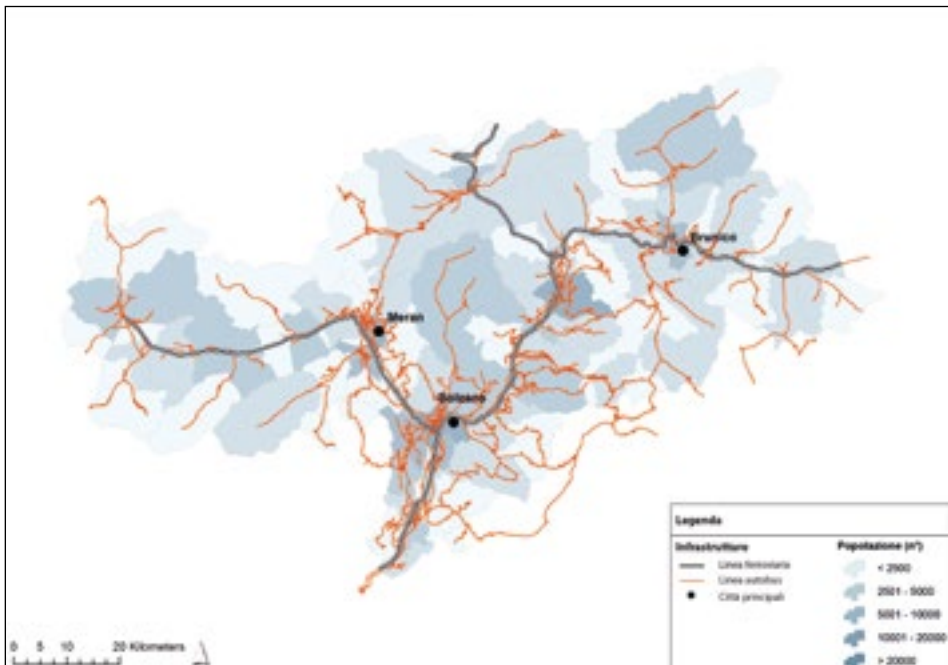 Brunico
Meran
Bolzano
Legenda
Infrastrutture
Linea ferroviaria
Linea autobus
Città principali
Popolazione (n°)
< 2500
2501 - 5000
5001 - 10000
10001 - 20000
> 20000
0 5 10 20 Kilometers